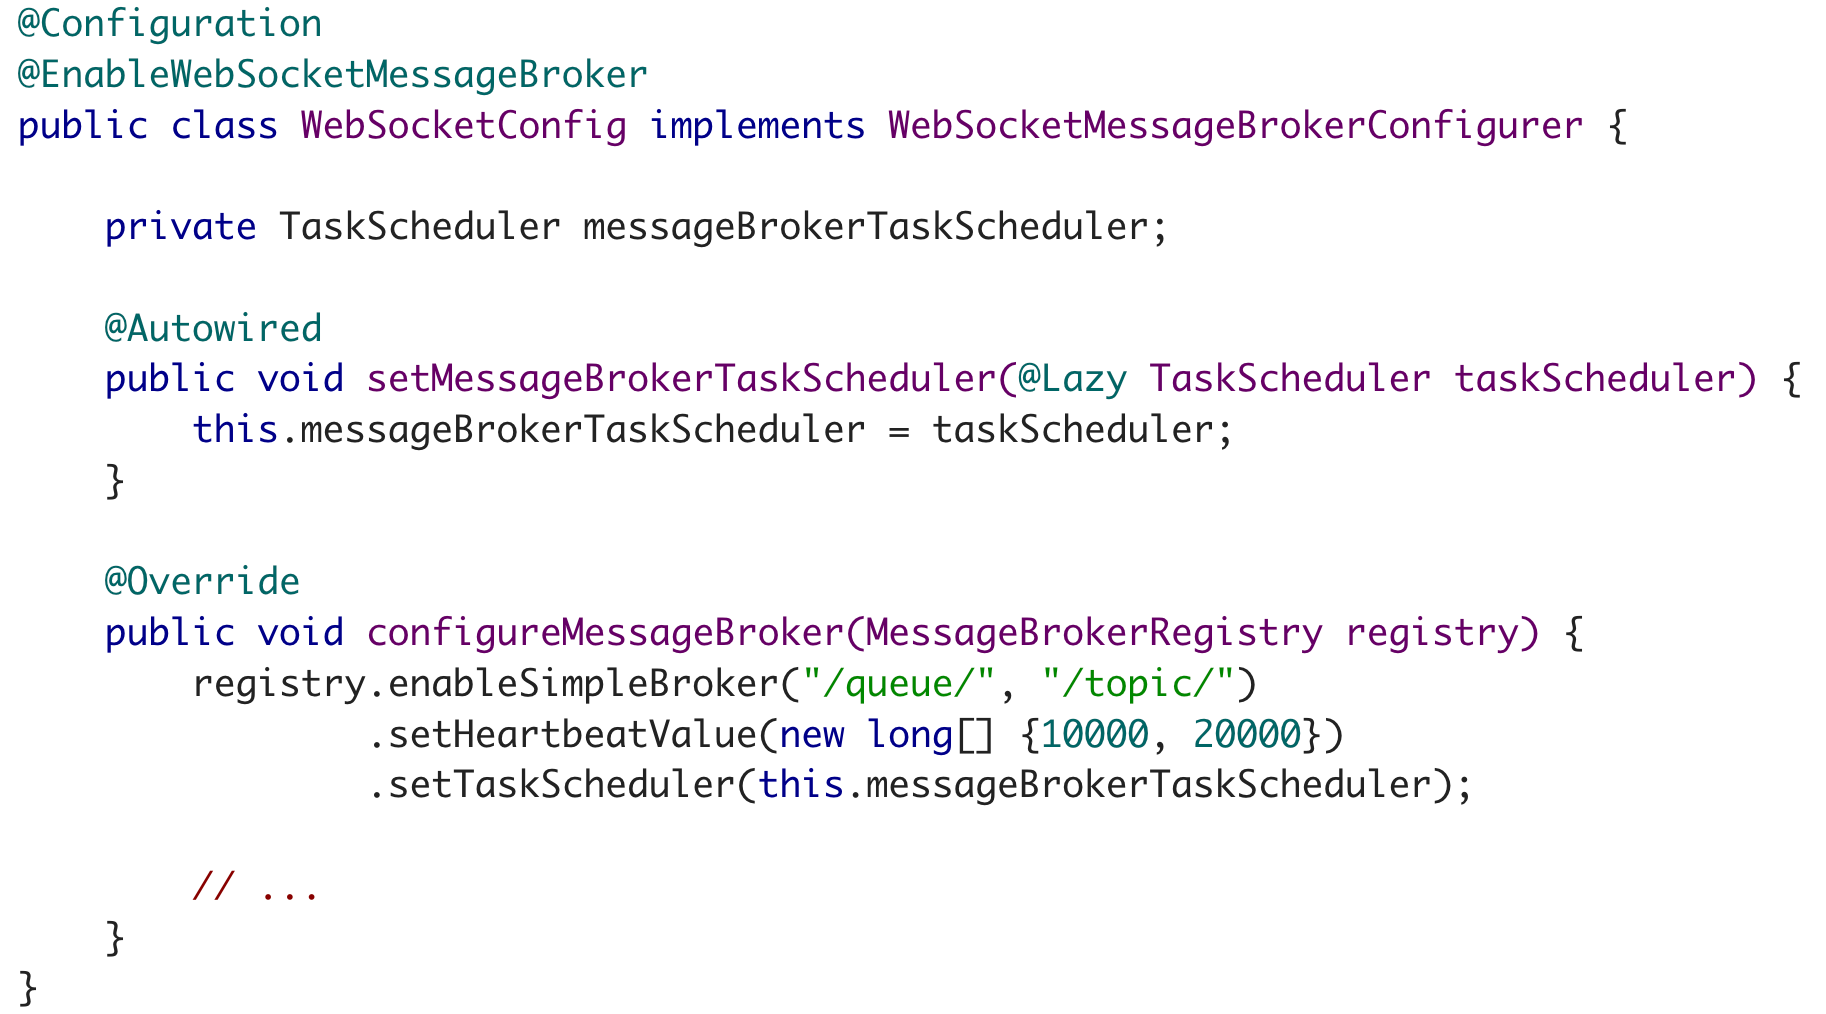 @Configuration
@EnableWebSocketMessageBroker
public class WebSocketConfig implements WebSocketMessageBrokerConfigurer {

    private TaskScheduler messageBrokerTaskScheduler;

    @Autowired
    public void setMessageBrokerTaskScheduler(@Lazy TaskScheduler taskScheduler) {
        this.messageBrokerTaskScheduler = taskScheduler;
    }

    @Override
    public void configureMessageBroker(MessageBrokerRegistry registry) {
        registry.enableSimpleBroker("/queue/", "/topic/")
                .setHeartbeatValue(new long[] {10000, 20000})
                .setTaskScheduler(this.messageBrokerTaskScheduler);

        // ...
    }
}